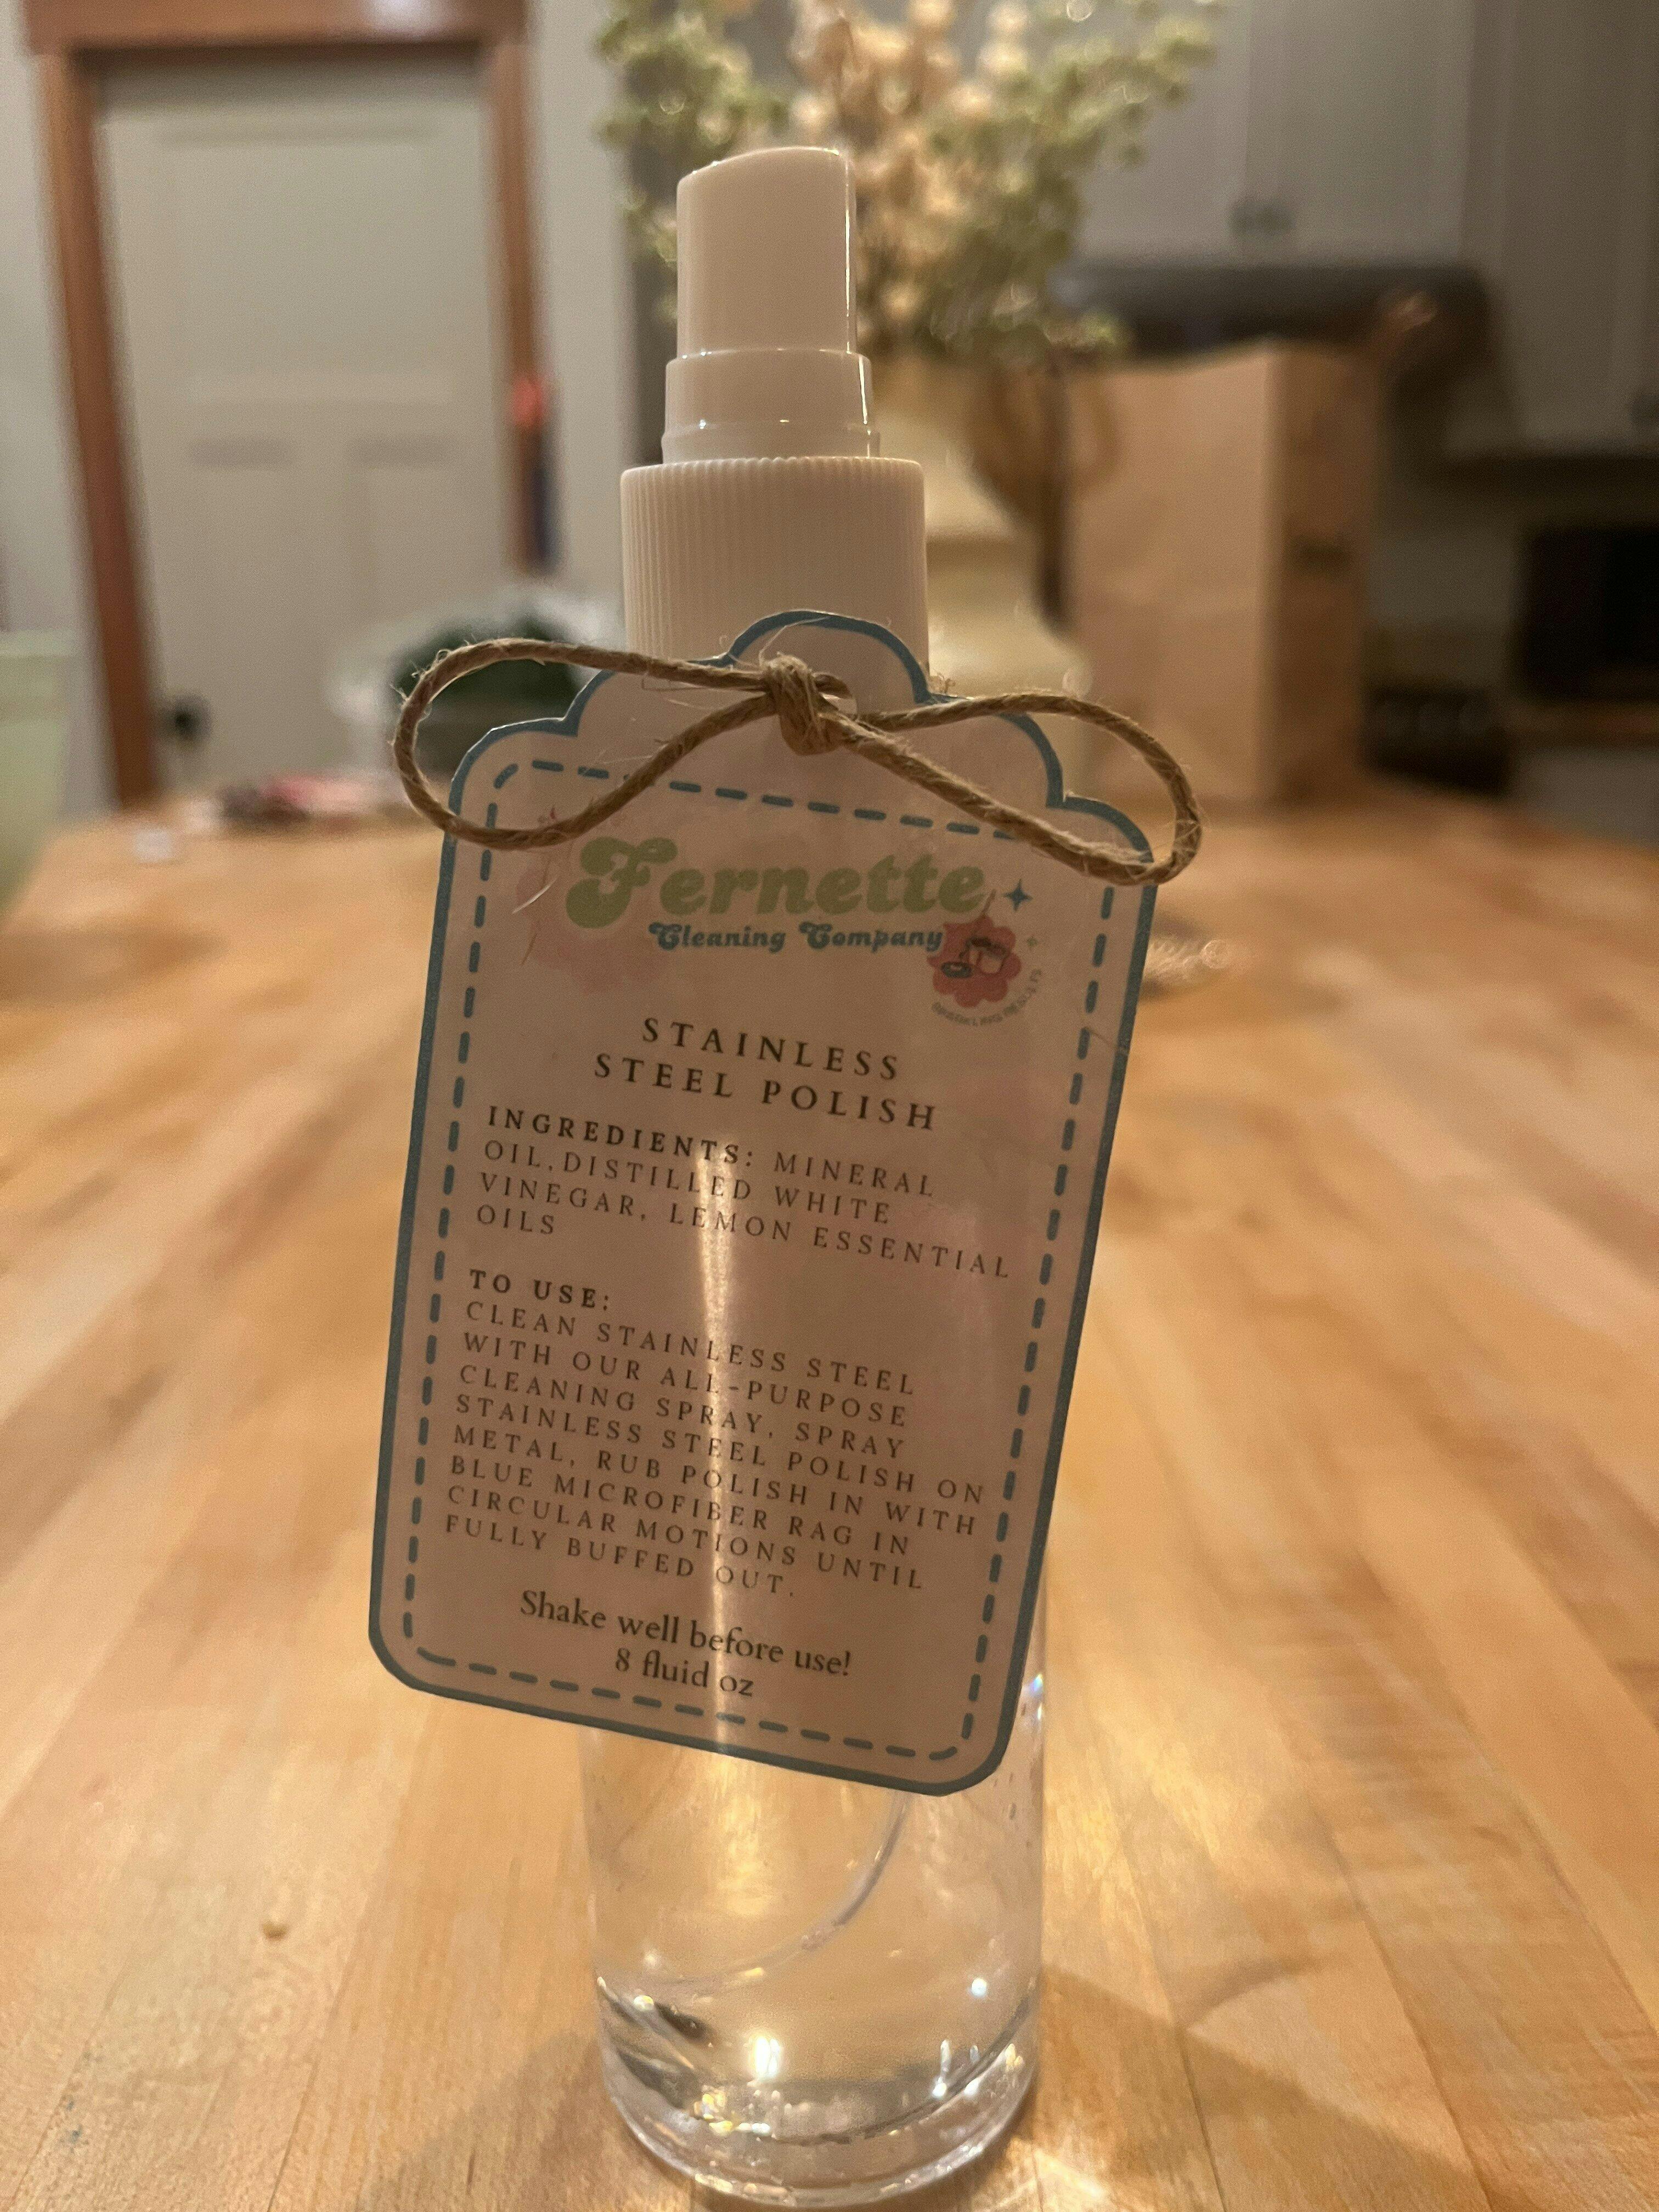 Fernette
Cleaning Company
STAINLESS
STEEL POLISH
INGREDIENTS: MINERAL
OIL,DISTILLED WHITE
VINEGAR, LEMON ESSENTIAL
OILS
TO USE:
CLEAN STAINLESS STEEL
WITH OUR ALL-PURPOSE
CLEANING SPRAY, SPRAY
STAINLESS STEEL POLISH ON
METAL, RUB POLISH IN WITH
BLUE MICROFIBER RAG IN
CIRCULAR MOTIONS UNTIL
FULLY BUFFED OUT.
Shake well before use!
8 fluid oz